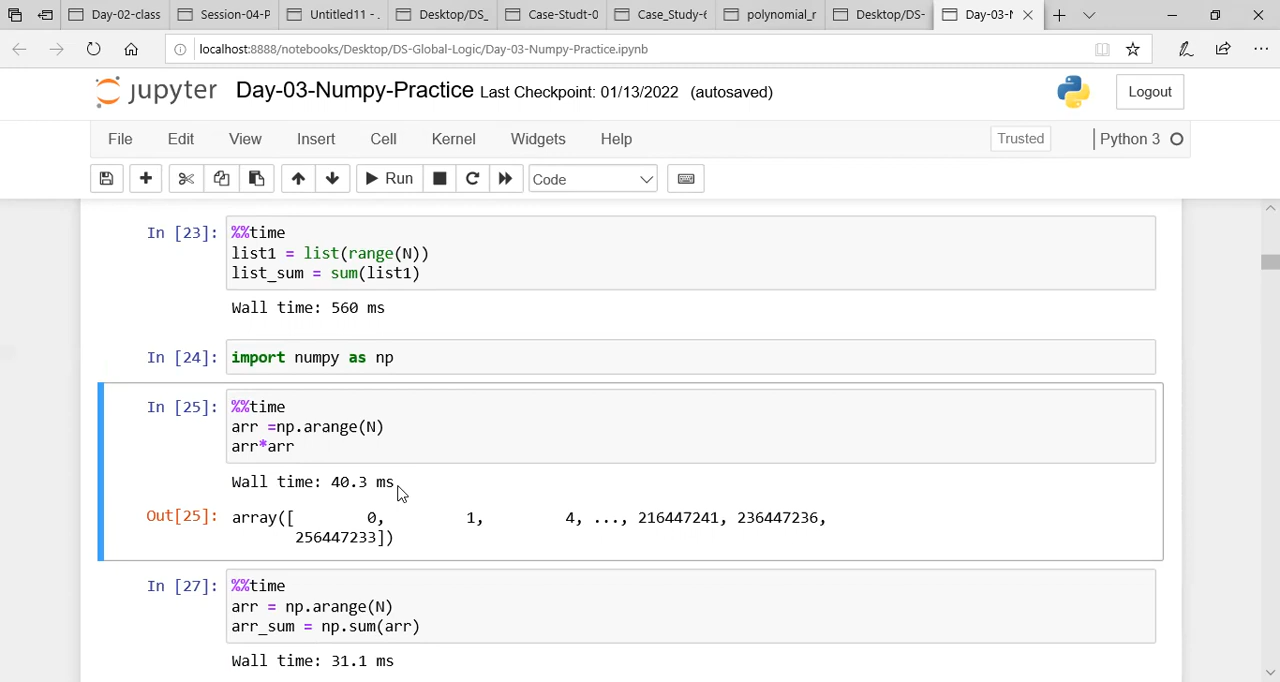 Day-02-class
Session-04-P
Untitled11 - .
Desktop/DS_
Case-Studt-0
Case_Study-6
polynomial_r
Desktop/DS-
Day-03-N
localhost:8888/notebooks/Desktop/DS-Global-Logic/Day-03-Numpy-Practice.ipynb
jupyter Day-03-Numpy-Practice Last Checkpoint: 01/13/2022 (autosaved)
Logout
File Edit View Insert Cell Kernel Widgets Help
Trusted
Python 3
Run
Code
In [23]: %%time
list1 = list(range(N))
list_sum = sum(list1)
Wall time: 560 ms
In [24]: import numpy as np
In [25]: %%time
arr =np.arange(N)
arr*arr
Wall time: 40.3 ms
Out[25]: array([ 0, 1, 4, ..., 216447241, 236447236,
256447233])
In [27]: %%time
arr = np.arange(N)
arr_sum = np.sum(arr)
Wall time: 31.1 ms